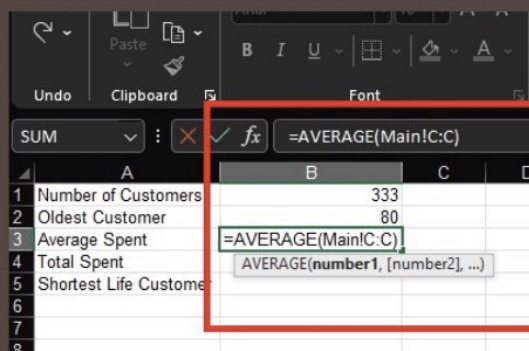 Paste
B I U A
Undo Clipboard Font
SUM fx =AVERAGE(Main!C:C)
A B C
1 Number of Customers 333
2 Oldest Customer 80
3 Average Spent =AVERAGE(Main!C:C)
4 Total Spent AVERAGE(number1, [number2], ...)
5 Shortest Life Customer
6
7
8